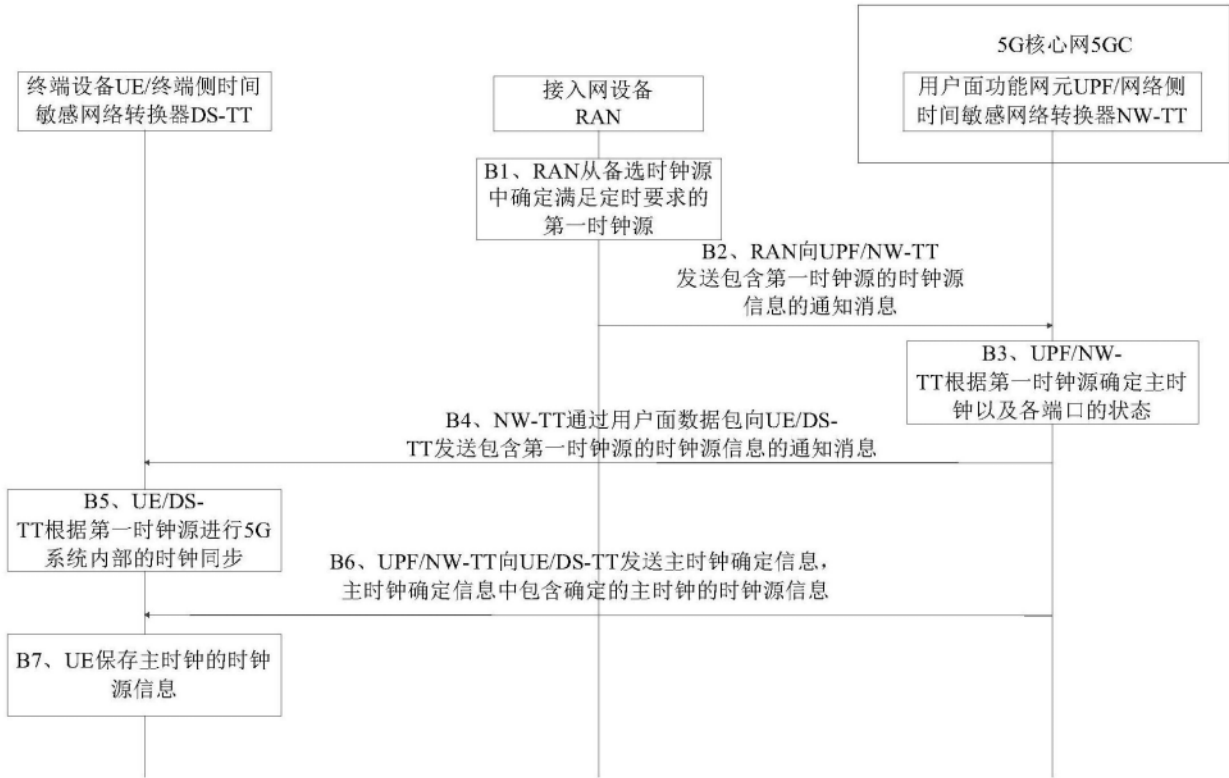 5G核心网5GC
终端设备UE/终端侧时间
敏感网络转换器DS-TT
接入网设备
RAN
用户面功能网元UPF/网络侧
时间敏感网络转换器NW-TT
B1、RAN从备选时钟源
中确定满足定时要求的
第一时钟源
B2、RAN向UPF/NW-TT
发送包含第一时钟源的时钟源
信息的通知消息
B3、UPF/NW-
TT根据第一时钟源确定主时
钟以及各端口的状态
B4、NW-TT通过用户面数据包向UE/DS-
TT发送包含第一时钟源的时钟源信息的通知消息
B5、UE/DS-
TT根据第一时钟源进行5G
系统内部的时钟同步
B6、UPF/NW-TT向UE/DS-TT发送主时钟确定信息，
主时钟确定信息中包含确定的主时钟的时钟源信息
B7、UE保存主时钟的时钟
源信息